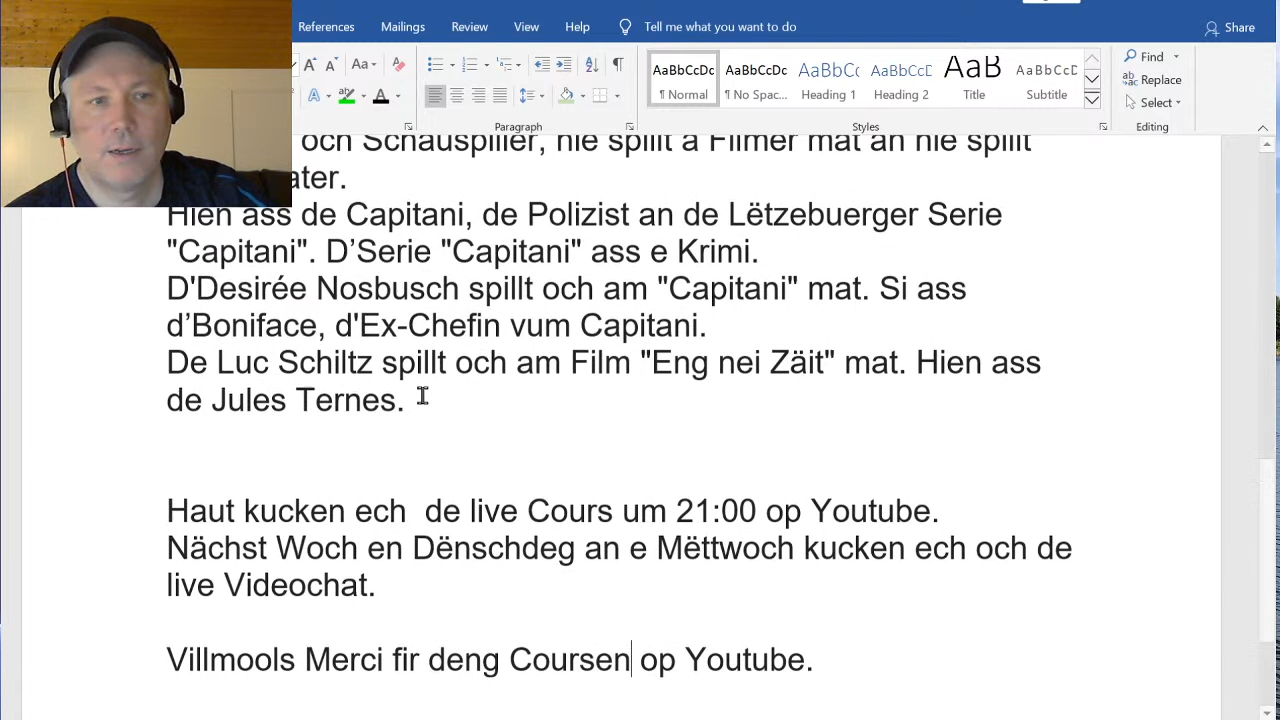 References Mailings Review View Help Tell me what you want to do Share
Aa
AaBbCcDc AaBbCcDc AaBbCc AaBbCcD AaB AaBbCcD
¶ Normal ¶ No Spac... Heading 1 Heading 2 Title Subtitle
Find
Replace
Select
Paragraph Styles Editing
och Schauspiller, hie spillt a Filmer mat an hie spillt
ater.
Hien ass de Capitani, de Polizist an de Lëtzebuerger Serie
"Capitani". D’Serie "Capitani" ass e Krimi.
D'Desirée Nosbusch spillt och am "Capitani" mat. Si ass
d’Boniface, d'Ex-Chefin vum Capitani.
De Luc Schiltz spillt och am Film "Eng nei Zäit" mat. Hien ass
de Jules Ternes.
Haut kucken ech de live Cours um 21:00 op Youtube.
Nächst Woch en Dënschdeg an e Mëttwoch kucken ech och de
live Videochat.
Villmools Merci fir deng Coursen op Youtube.